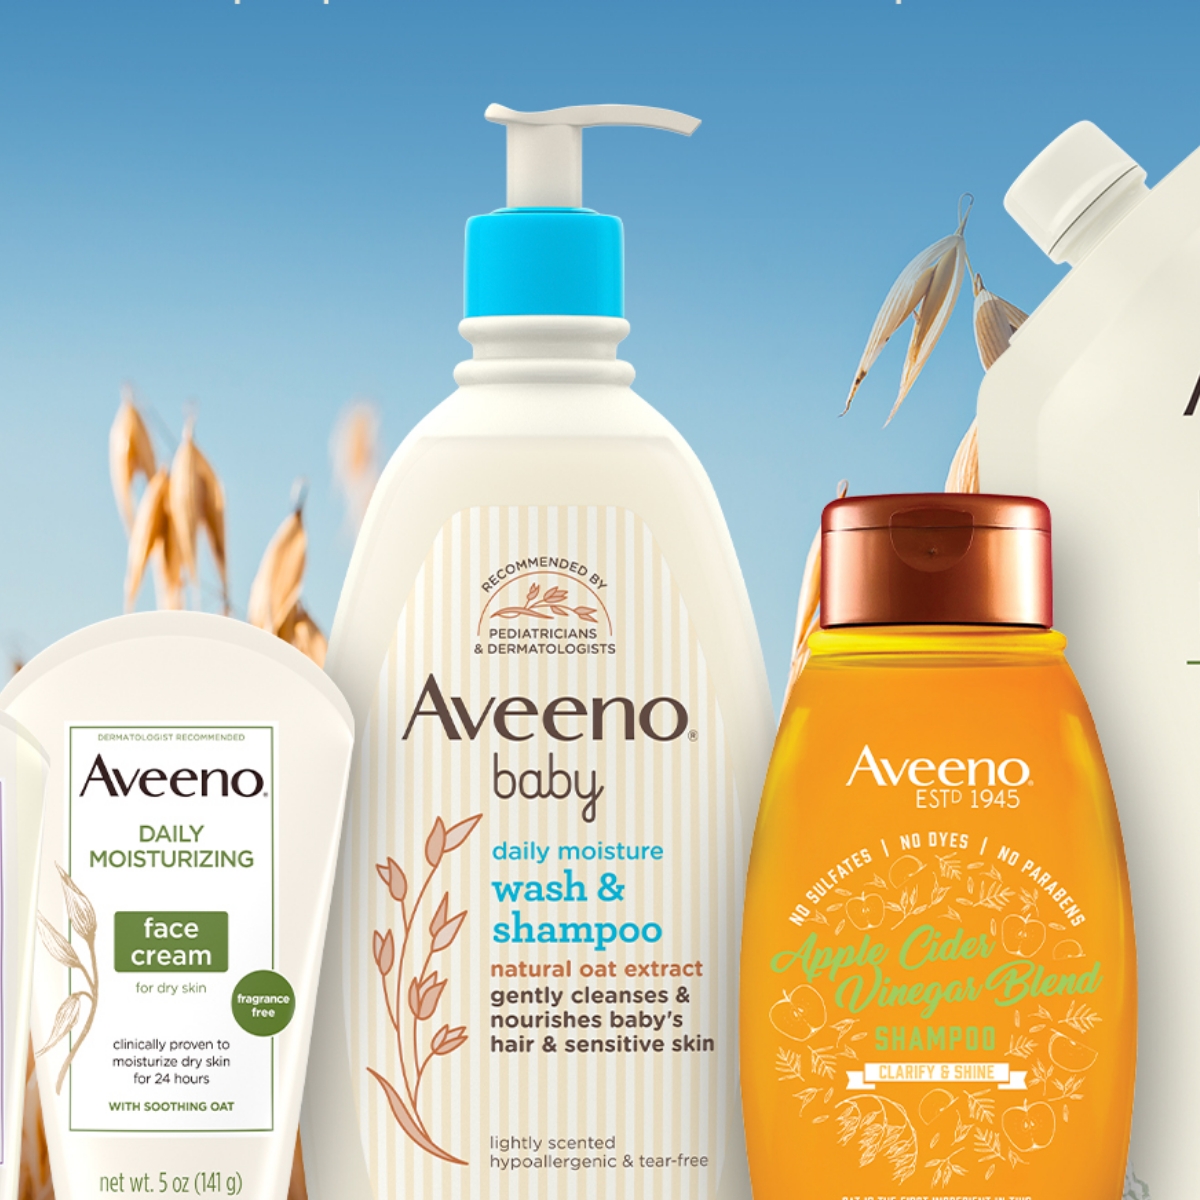 DERMATOLOGIST RECOMMENDED
Aveeno.
DAILY
MOISTURIZING
face
cream
for dry skin
fragrance
free
clinically proven to
moisturize dry skin
for 24 hours
WITH SOOTHING OAT
net wt. 5 oz (141 g)
RECOMMENDED BY
PEDIATRICIANS
& DERMATOLOGISTS
Aveeno®
baby
daily moisture
wash &
shampoo
natural oat extract
gently cleanses &
nourishes baby's
hair & sensitive skin
lightly scented
hypoallergenic & tear-free
Aveeno.
ESTD 1945
NO SULFATES | NO DYES | NO PARABENS
Apple Cider
Vinegar Blend
SHAMPOO
CLARIFY & SHINE